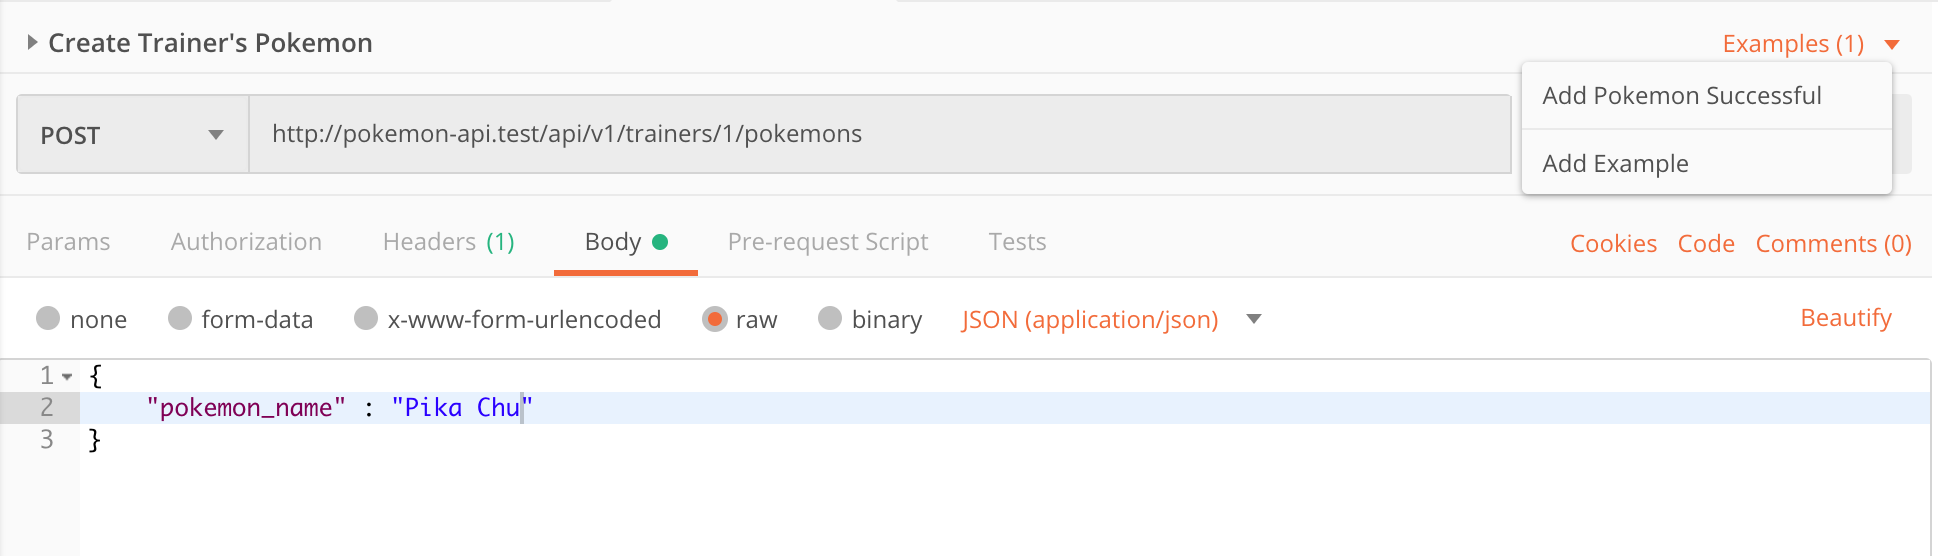 Create Trainer's Pokemon
Examples (1)
Add Pokemon Successful
Add Example
POST
http://pokemon-api.test/api/v1/trainers/1/pokemons
Params Authorization Headers (1) Body Pre-request Script Tests Cookies Code Comments (0)
none form-data x-www-form-urlencoded raw binary JSON (application/json) Beautify
1 {
2 "pokemon_name" : "Pika Chu"
3 }